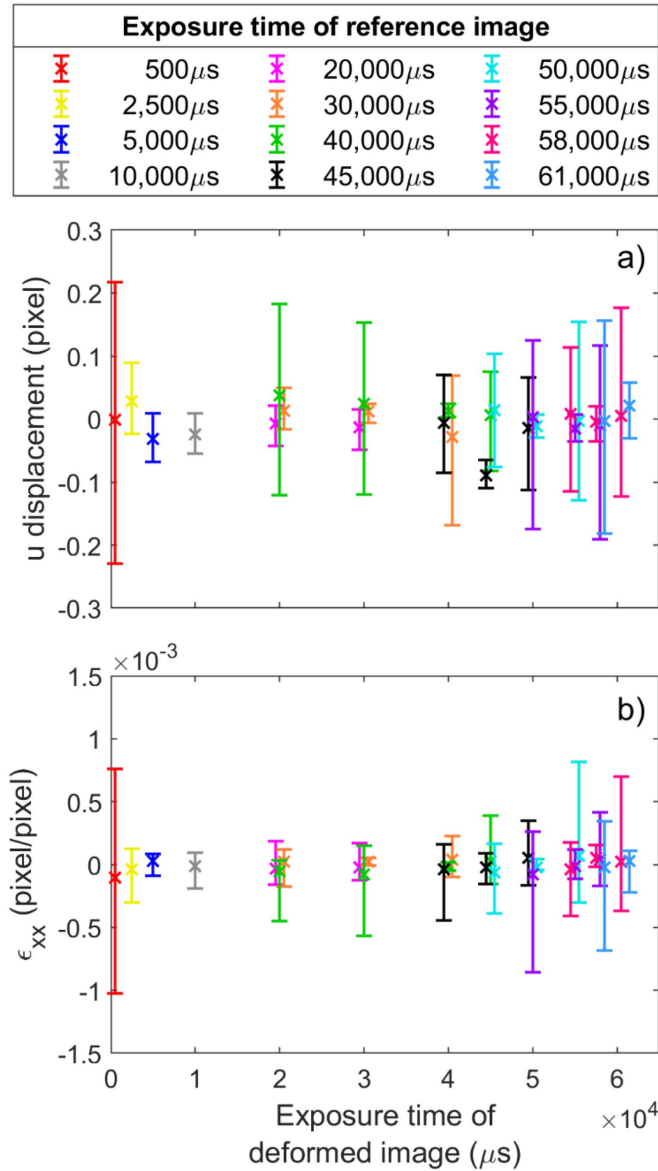 Exposure time of reference image
500μs 20,000μs 50,000μs
2,500μs 30,000μs 55,000μs
5,000μs 40,000μs 58,000μs
10,000μs 45,000μs 61,000μs
a)
0.3
0.2
0.1
0
-0.1
-0.2
-0.3
u displacement (pixel)
×10⁻³
b)
1.5
1
0.5
0
-0.5
-1
-1.5
ϵxx (pixel/pixel)
0 1 2 3 4 5 6
×10⁴
Exposure time of
deformed image (μs)